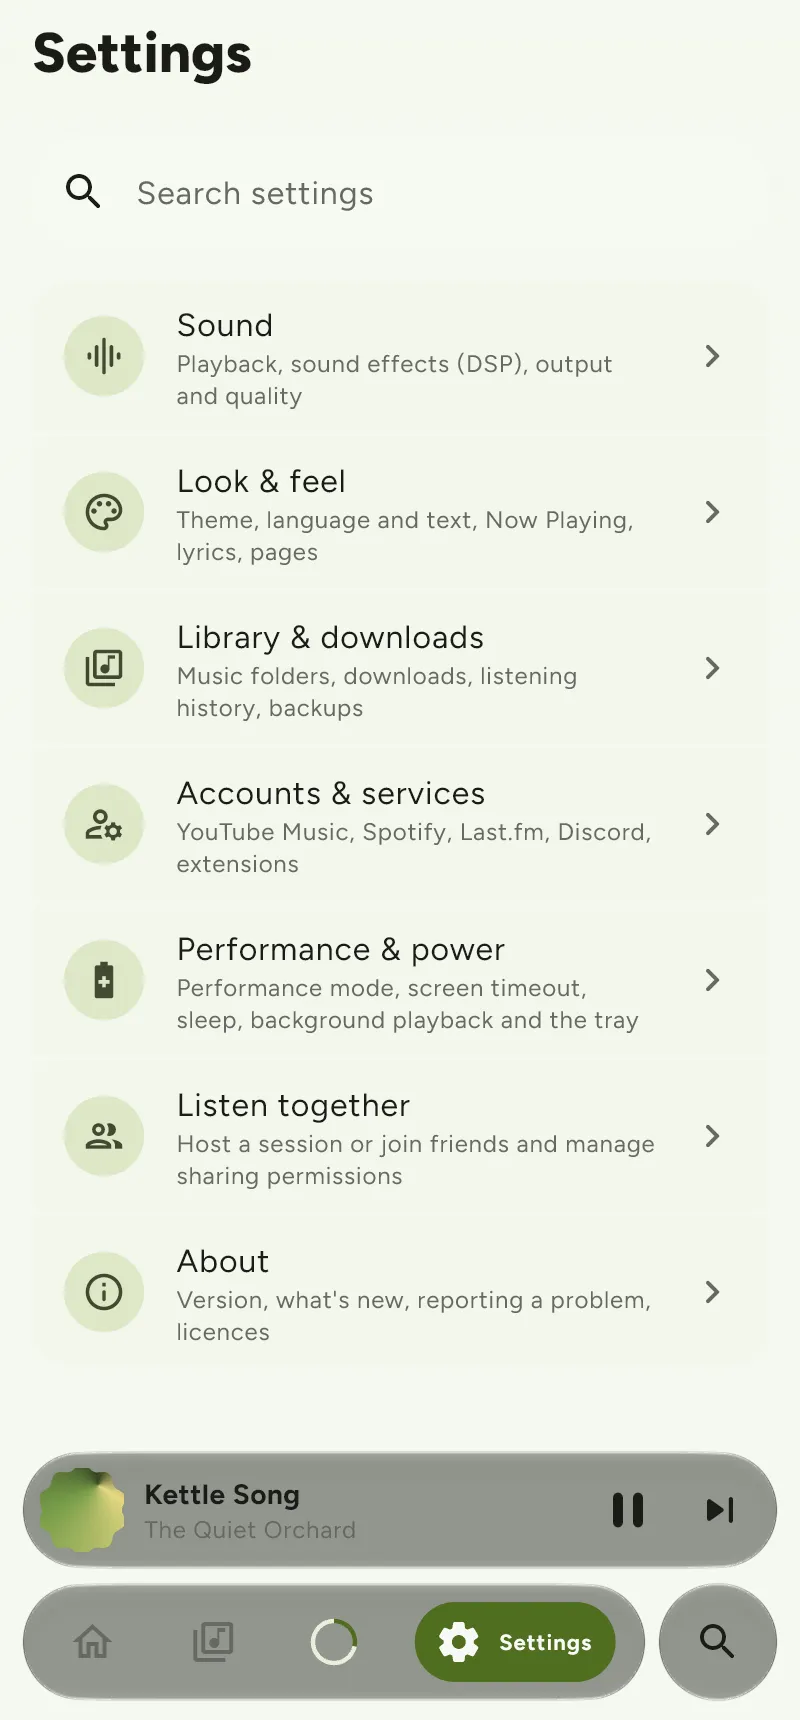 Settings
Search settings
Sound
Playback, sound effects (DSP), output
and quality
Look & feel
Theme, language and text, Now Playing,
lyrics, pages
Library & downloads
Music folders, downloads, listening
history, backups
Accounts & services
YouTube Music, Spotify, Last.fm, Discord,
extensions
Performance & power
Performance mode, screen timeout,
sleep, background playback and the tray
Listen together
Host a session or join friends and manage
sharing permissions
About
Version, what's new, reporting a problem,
licences
Kettle Song
The Quiet Orchard
Settings